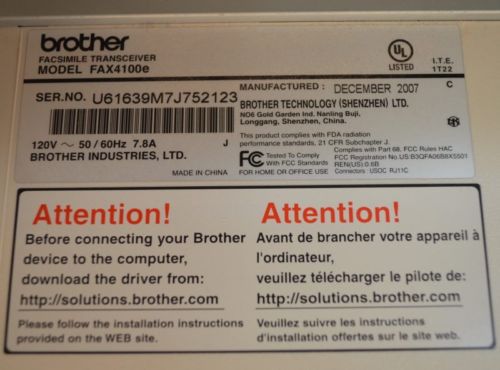 brother
FACSIMILE TRANSCEIVER
MODEL FAX4100e
UL
LISTED
I.T.E.
1T22
SER.NO. U61639M7J752123
MANUFACTURED: DECEMBER 2007 C
BROTHER TECHNOLOGY (SHENZHEN) LTD.
NO6 Gold Garden Ind. Nanling Buji,
Longgang, Shenzhen, China.
120V ~ 50/60Hz 7.8A J
BROTHER INDUSTRIES, LTD.
MADE IN CHINA
This product complies with FDA radiation
performance standards, 21 CFR Subchapter J.
FC Tested To Comply
With FCC Standards
FOR HOME OR OFFICE USE
Complies with Part 68, FCC Rules HAC
FCC Registration No. US:B3QFA06B8X5501
REN(US):0.6B
Connectors : USOC RJ11C
Attention!
Before connecting your Brother
device to the computer,
download the driver from:
http://solutions.brother.com
Please follow the installation instructions
provided on the WEB site.
Attention!
Avant de brancher votre appareil à
l'ordinateur,
veuillez télécharger le pilote de:
http://solutions.brother.com
Veuillez suivre les instructions
d'installation offertes sur le site web.